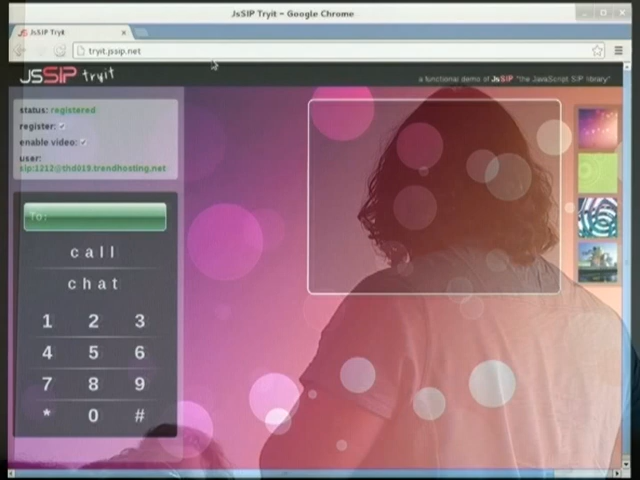 JsSIP Tryit - Google Chrome
JsSIP Tryit
tryit.jssip.net
JSSIP tryit
a functional demo of JsSIP "the JavaScript SIP library"
status: registered
register:
enable video:
user:
sip:1212@thd019.trendhosting.net
To:
call
chat
1 2 3
4 5 6
7 8 9
* 0 #